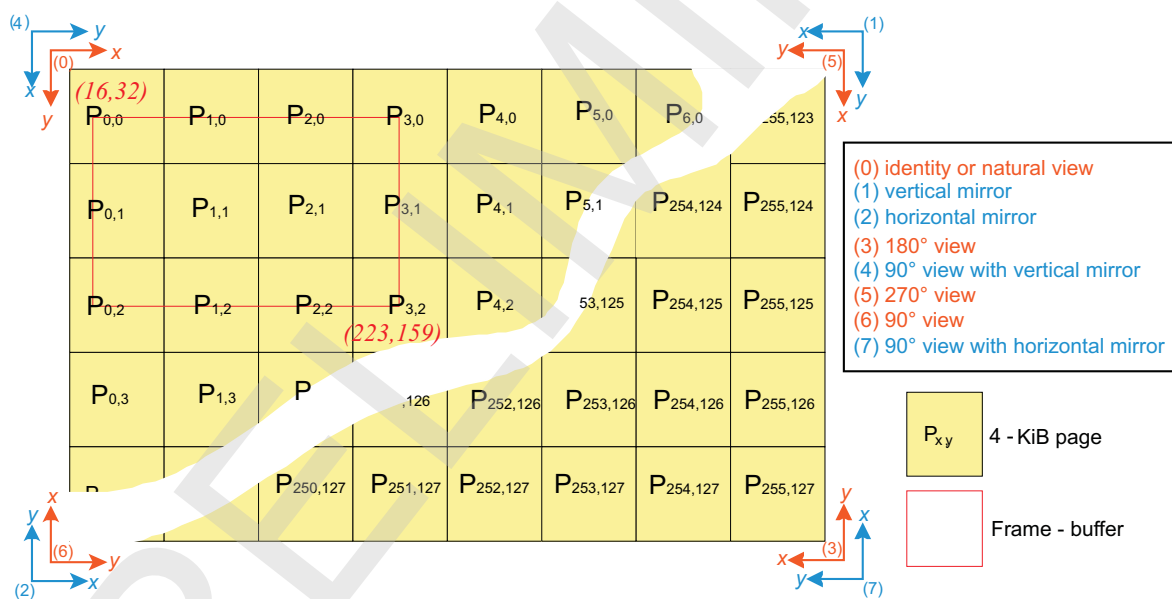 (4) y x (1)
(0) x y (5)
x y x y
(16,32)
P0,0 P1,0 P2,0 P3,0 P4,0 P5,0 P6,0 255,123
P0,1 P1,1 P2,1 P3,1 P4,1 P5,1 P254,124 P255,124
P0,2 P1,2 P2,2 P3,2 P4,2 53,125 P254,125 P255,125
(223,159)
P0,3 P1,3 P ,126 P252,126 P253,126 P254,126 P255,126
P250,127 P251,127 P252,127 P253,127 P254,127 P255,127
x y y x
(6) y x (3)
(2) x y (7)
(0) identity or natural view
(1) vertical mirror
(2) horizontal mirror
(3) 180° view
(4) 90° view with vertical mirror
(5) 270° view
(6) 90° view
(7) 90° view with horizontal mirror
Px,y 4 - KiB page
Frame - buffer